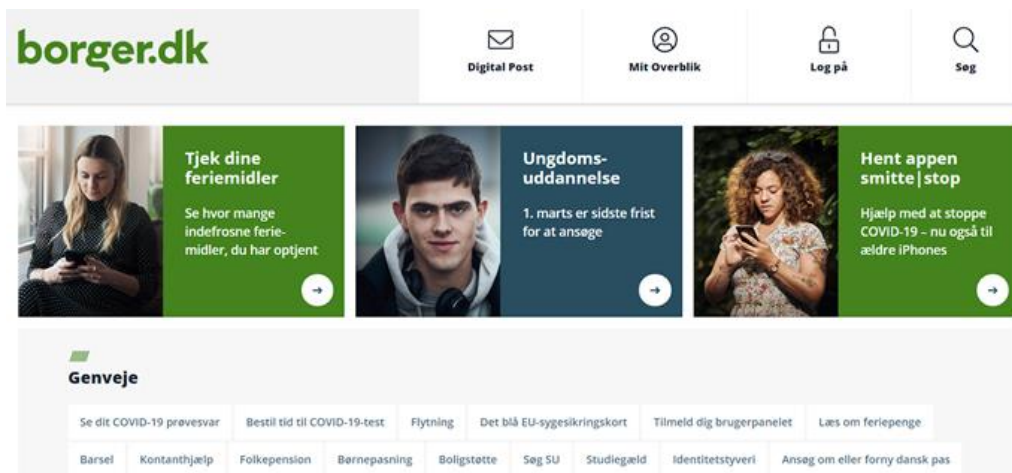 borger.dk
Digital Post
Mit Overblik
Log på
Søg
Tjek dine
feriemidler
Se hvor mange
indefrosne ferie-
midler, du har optjent
Ungdoms-
uddannelse
1. marts er sidste frist
for at ansøge
Hent appen
smitte|stop
Hjælp med at stoppe
COVID-19 – nu også til
ældre iPhones
Genveje
Se dit COVID-19 prøvesvar Bestil tid til COVID-19-test Flytning Det blå EU-sygesikringskort Tilmeld dig brugerpanelet Læs om feriepenge
Barsel Kontanthjælp Folkepension Børnepasning Boligstøtte Søg SU Studiegæld Identitetstyveri Ansøg om eller forny dansk pas